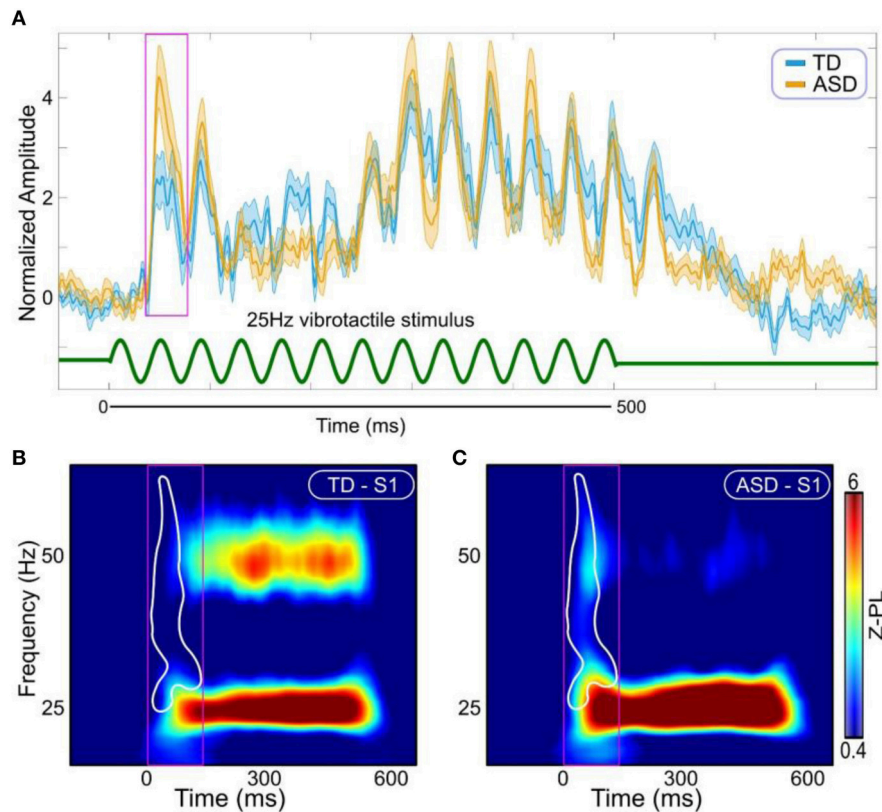 A
Normalized Amplitude
4
2
0
TD
ASD
25Hz vibrotactile stimulus
0
500
Time (ms)
B
TD - S1
Frequency (Hz)
50
25
0
300
600
Time (ms)
C
ASD - S1
50
25
0
300
600
Time (ms)
6
Z-PL
0.4